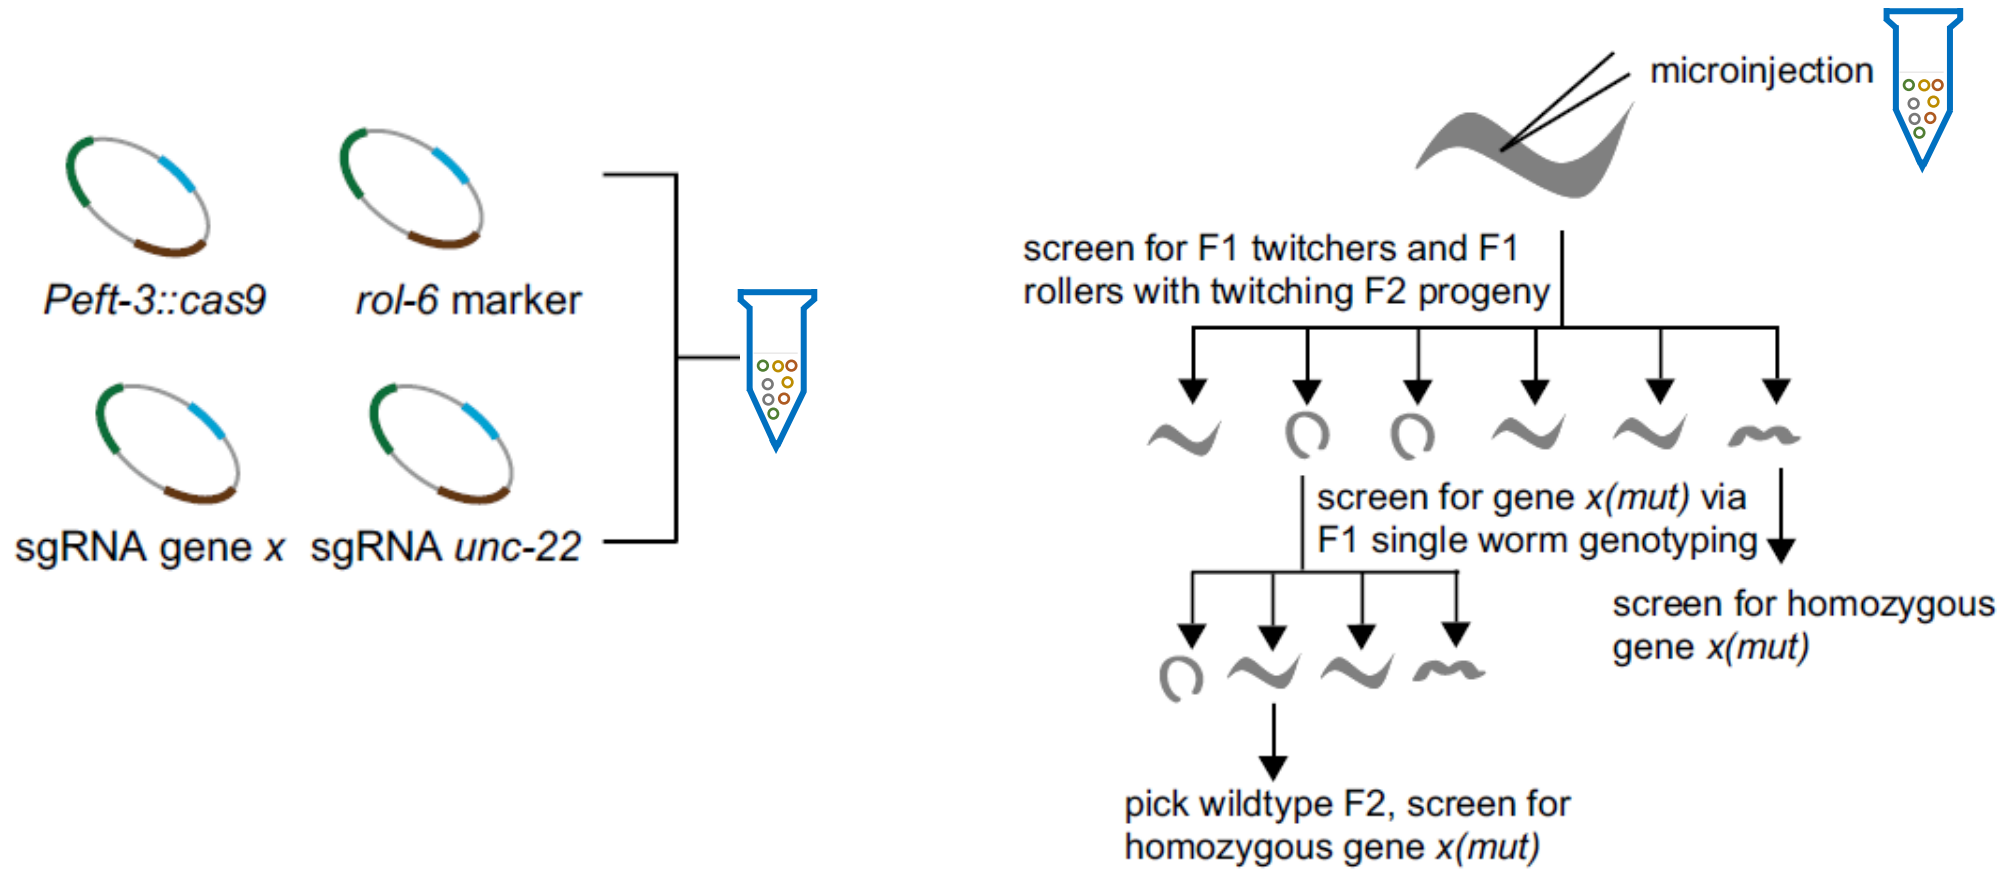 Peft-3::cas9
rol-6 marker
sgRNA gene x
sgRNA unc-22
microinjection
screen for F1 twitchers and F1
rollers with twitching F2 progeny
screen for gene x(mut) via
F1 single worm genotyping
screen for homozygous
gene x(mut)
pick wildtype F2, screen for
homozygous gene x(mut)